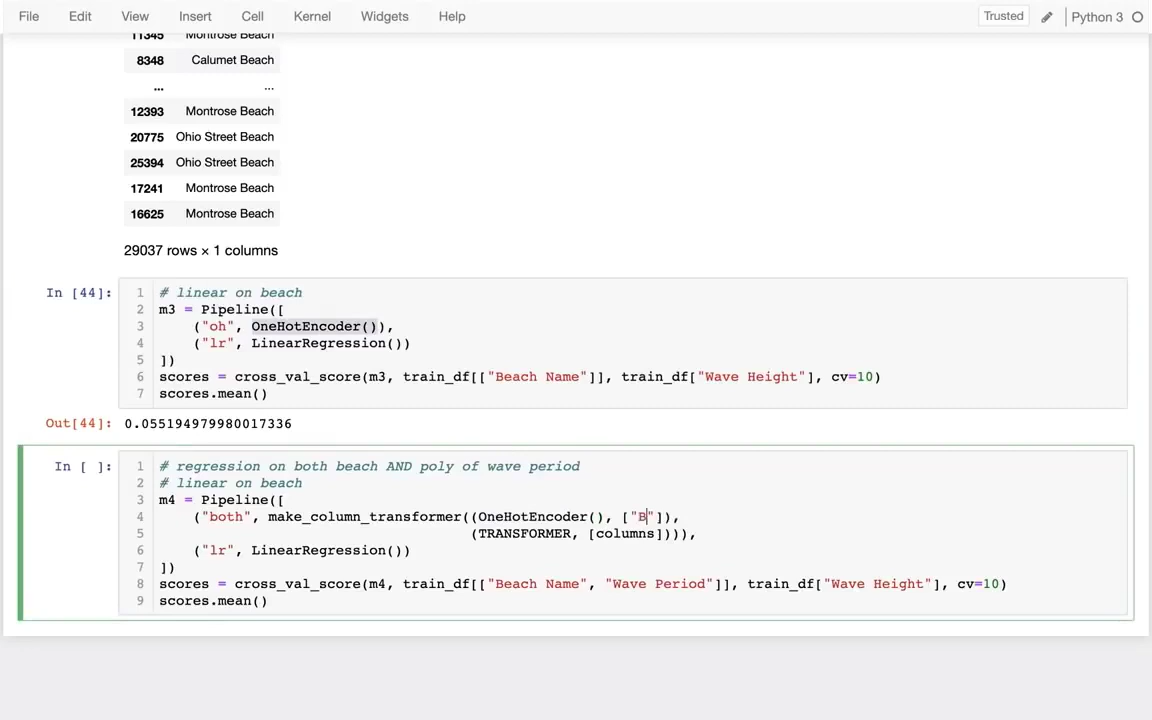 File Edit View Insert Cell Kernel Widgets Help Trusted Python 3
11345 Montrose Beach
8348 Calumet Beach
... ...
12393 Montrose Beach
20775 Ohio Street Beach
25394 Ohio Street Beach
17241 Montrose Beach
16625 Montrose Beach
29037 rows × 1 columns
In [44]: 1 # linear on beach
2 m3 = Pipeline([
3 ("oh", OneHotEncoder()),
4 ("lr", LinearRegression())
5 ])
6 scores = cross_val_score(m3, train_df[["Beach Name"]], train_df["Wave Height"], cv=10)
7 scores.mean()
Out[44]: 0.055194979980017336
In [ ]: 1 # regression on both beach AND poly of wave period
2 # linear on beach
3 m4 = Pipeline([
4 ("both", make_column_transformer((OneHotEncoder(), ["B"]),
5 (TRANSFORMER, [columns]))),
6 ("lr", LinearRegression())
7 ])
8 scores = cross_val_score(m4, train_df[["Beach Name", "Wave Period"]], train_df["Wave Height"], cv=10)
9 scores.mean()